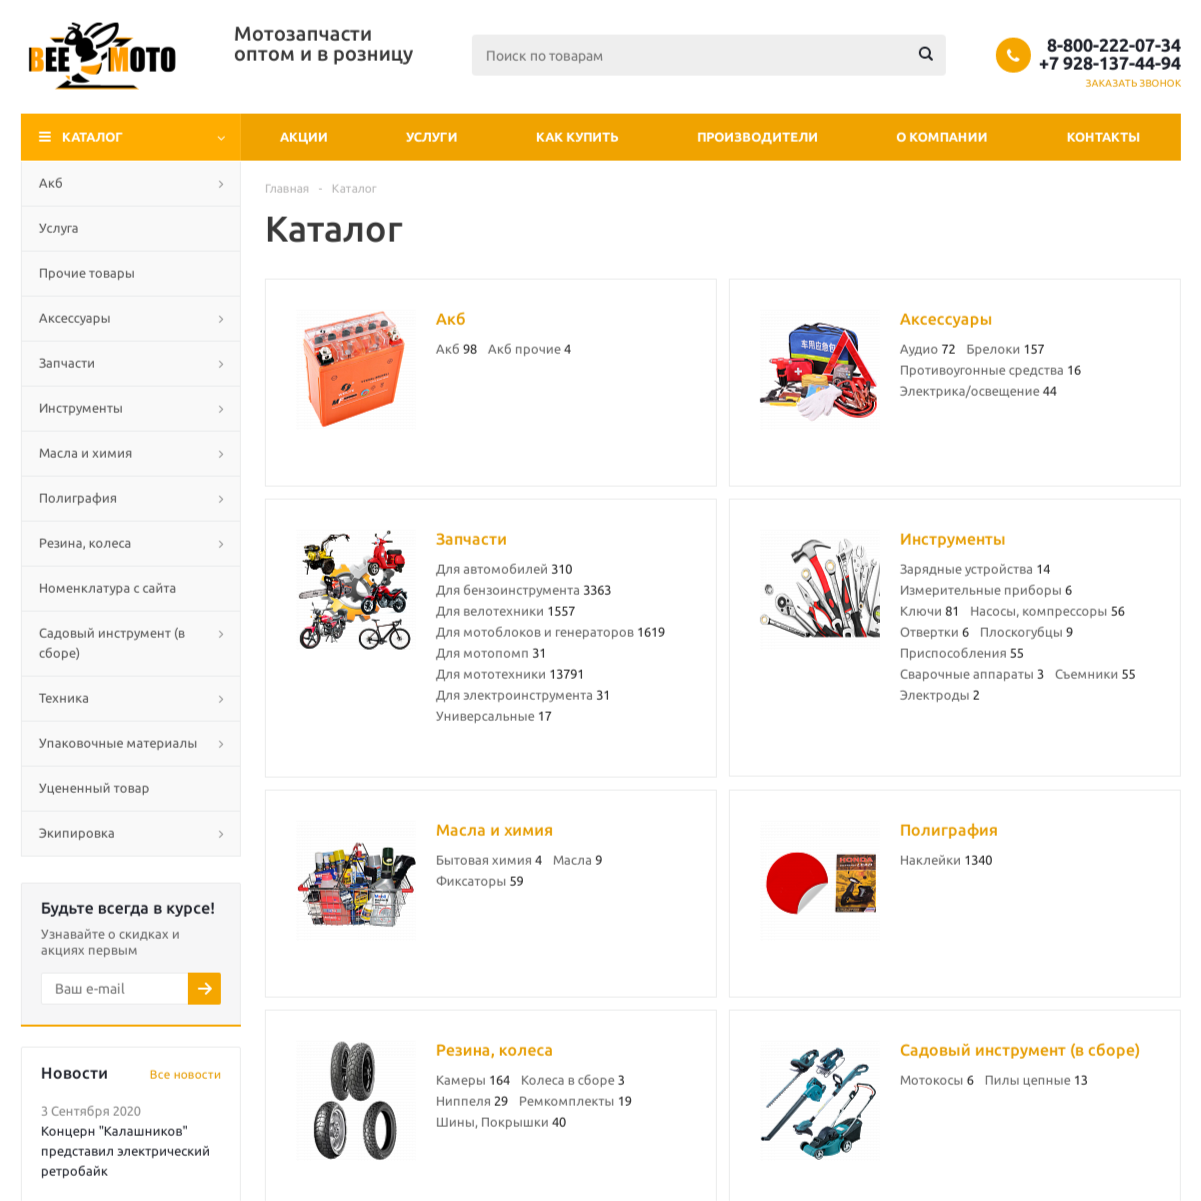 BEE MOTO
Мотозапчасти
оптом и в розницу
Поиск по товарам
8-800-222-07-34
+7 928-137-44-94
ЗАКАЗАТЬ ЗВОНОК
КАТАЛОГ
АКЦИИ
УСЛУГИ
КАК КУПИТЬ
ПРОИЗВОДИТЕЛИ
О КОМПАНИИ
КОНТАКТЫ
Акб
Услуга
Прочие товары
Аксессуары
Запчасти
Инструменты
Масла и химия
Полиграфия
Резина, колеса
Номенклатура с сайта
Садовый инструмент (в
сборе)
Техника
Упаковочные материалы
Уцененный товар
Экипировка
Будьте всегда в курсе!
Узнавайте о скидках и
акциях первым
Ваш e-mail
Новости
Все новости
3 Сентября 2020
Концерн "Калашников"
представил электрический
ретробайк
Главная - Каталог
Каталог
Акб
Акб 98 Акб прочие 4
Аксессуары
Аудио 72 Брелоки 157
Противоугонные средства 16
Электрика/освещение 44
车用应急包
Запчасти
Для автомобилей 310
Для бензоинструмента 3363
Для велотехники 1557
Для мотоблоков и генераторов 1619
Для мотопомп 31
Для мототехники 13791
Для электроинструмента 31
Универсальные 17
Инструменты
Зарядные устройства 14
Измерительные приборы 6
Ключи 81 Насосы, компрессоры 56
Отвертки 6 Плоскогубцы 9
Приспособления 55
Сварочные аппараты 3 Съемники 55
Электроды 2
Масла и химия
Бытовая химия 4 Масла 9
Фиксаторы 59
Полиграфия
Наклейки 1340
HONDA
Резина, колеса
Камеры 164 Колеса в сборе 3
Ниппеля 29 Ремкомплекты 19
Шины, Покрышки 40
Садовый инструмент (в сборе)
Мотокосы 6 Пилы цепные 13